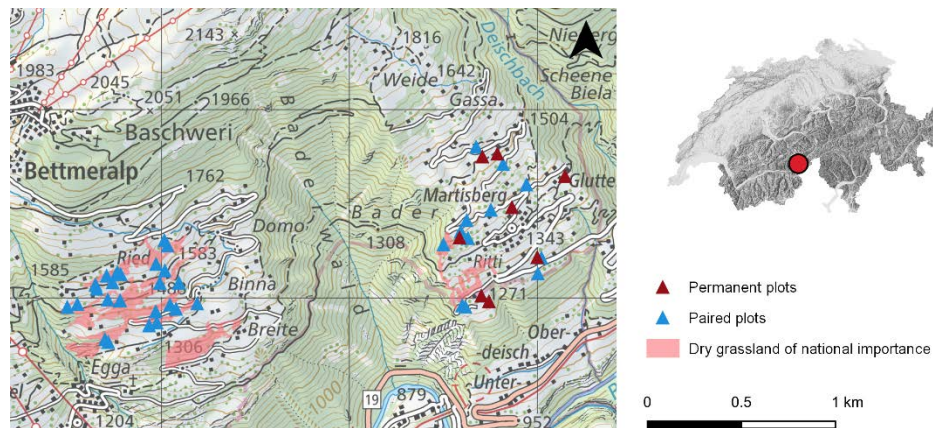 2143
1816
Weide
1642
Gassa
Deischbach
Scheene
Biela
1983
2045
2051
1966
Baschweri
Bettmeralp
1762
Badewald
1504
Martisberg
Glutte
Bader
1308
Domo
Ried
1583
1343
Ritti
1585
Binna
1271
Breite
Ober-
deisch
1306
Egga
Unter-
1000
19
879
1204
952
Permanent plots
Paired plots
Dry grassland of national importance
0
0.5
1 km